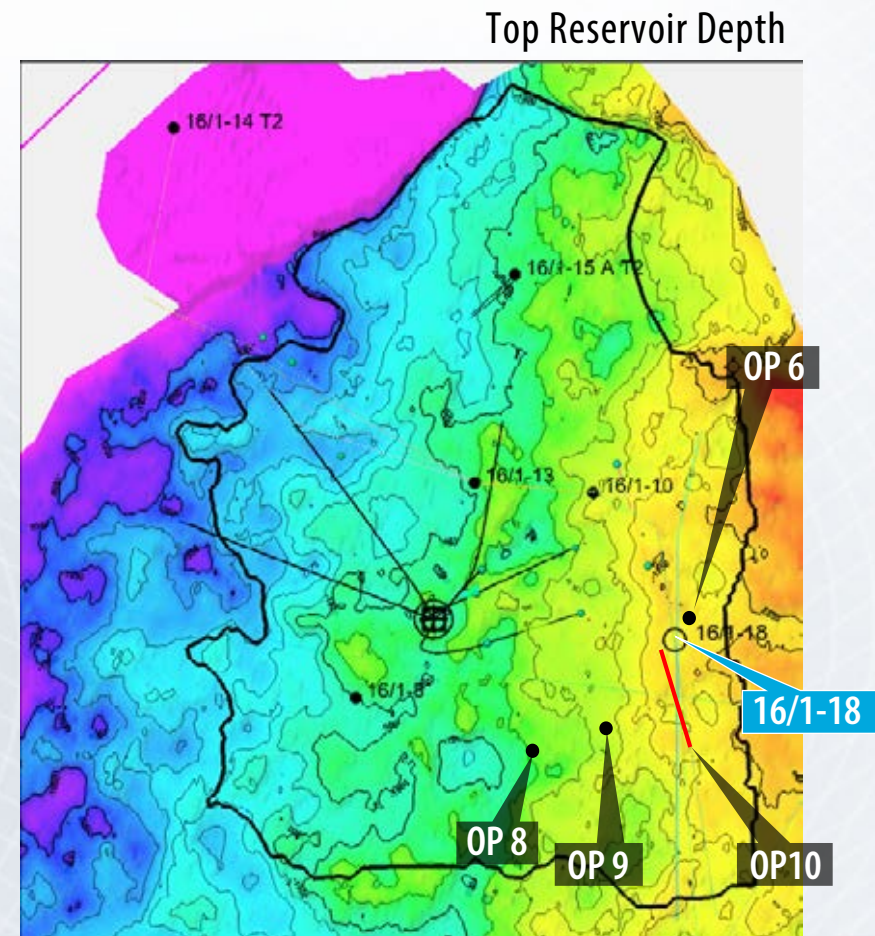 Top Reservoir Depth
16/1-14 T2
16/1-15 A T2
OP 6
16/1-13
16/1-10
16/1-18
16/1-8
16/1-18
OP 8
OP 9
OP10